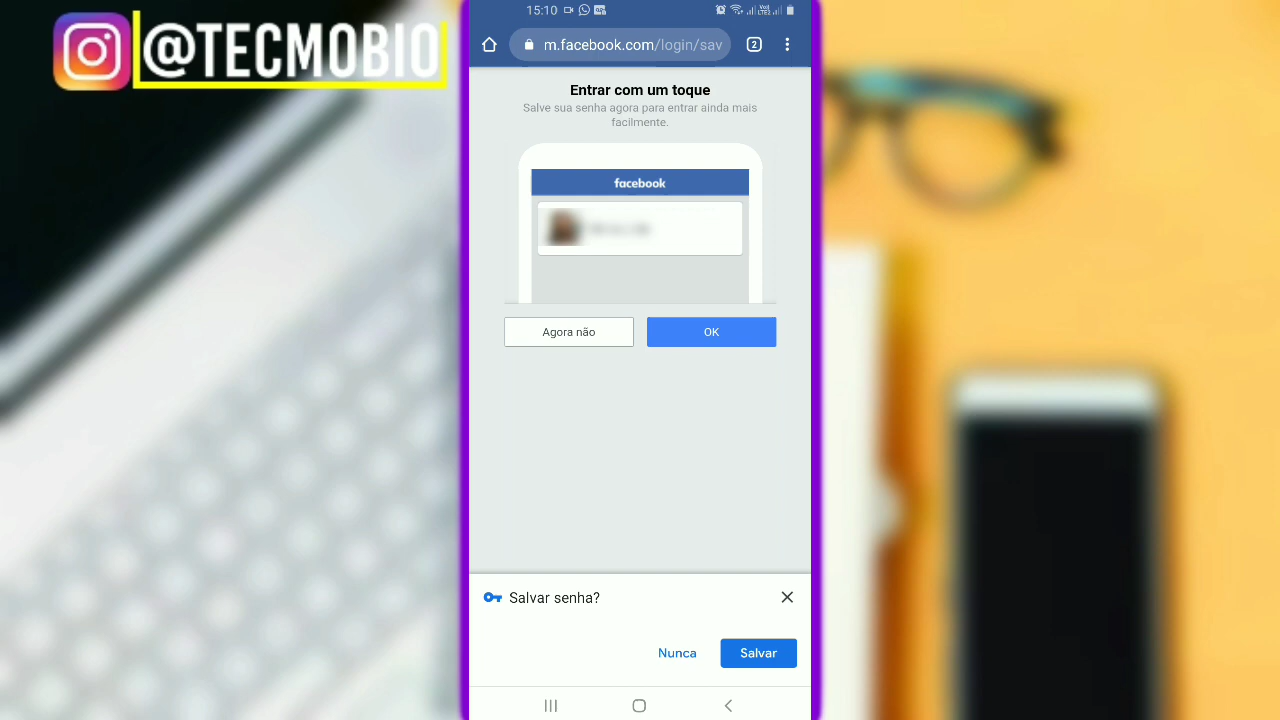 @TECMOBIO
15:10
m.facebook.com/login/sav
2
Entrar com um toque
Salve sua senha agora para entrar ainda mais
facilmente.
facebook
Agora não
OK
Salvar senha?
Nunca
Salvar